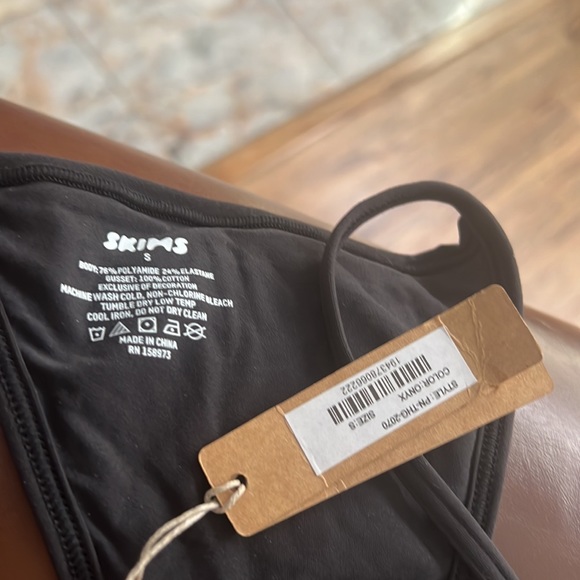 SKIMS
S
BODY: 76% POLYAMIDE 24% ELASTANE
GUSSET: 100% COTTON
EXCLUSIVE OF DECORATION
MACHINE WASH COLD, NON-CHLORINE BLEACH
TUMBLE DRY LOW TEMP
COOL IRON, DO NOT DRY CLEAN
MADE IN CHINA
RN 158973
STYLE : PN-THG-2070
COLOR:ONYX
194378066222
SIZE:S